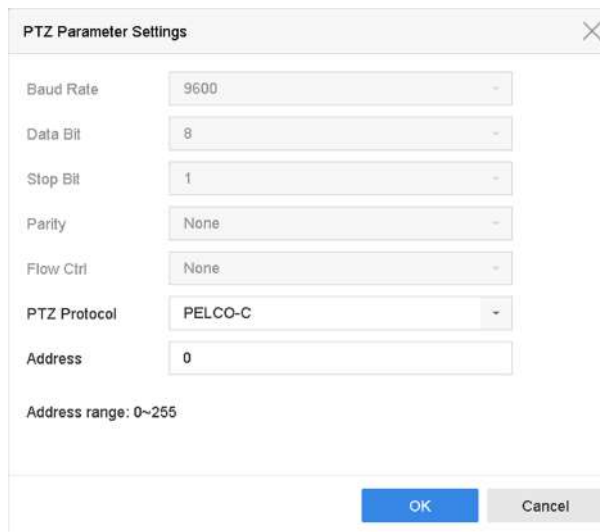 PTZ Parameter Settings
Baud Rate 9600
Data Bit 8
Stop Bit 1
Parity None
Flow Ctrl None
PTZ Protocol PELCO-C
Address 0
Address range: 0~255
OK Cancel